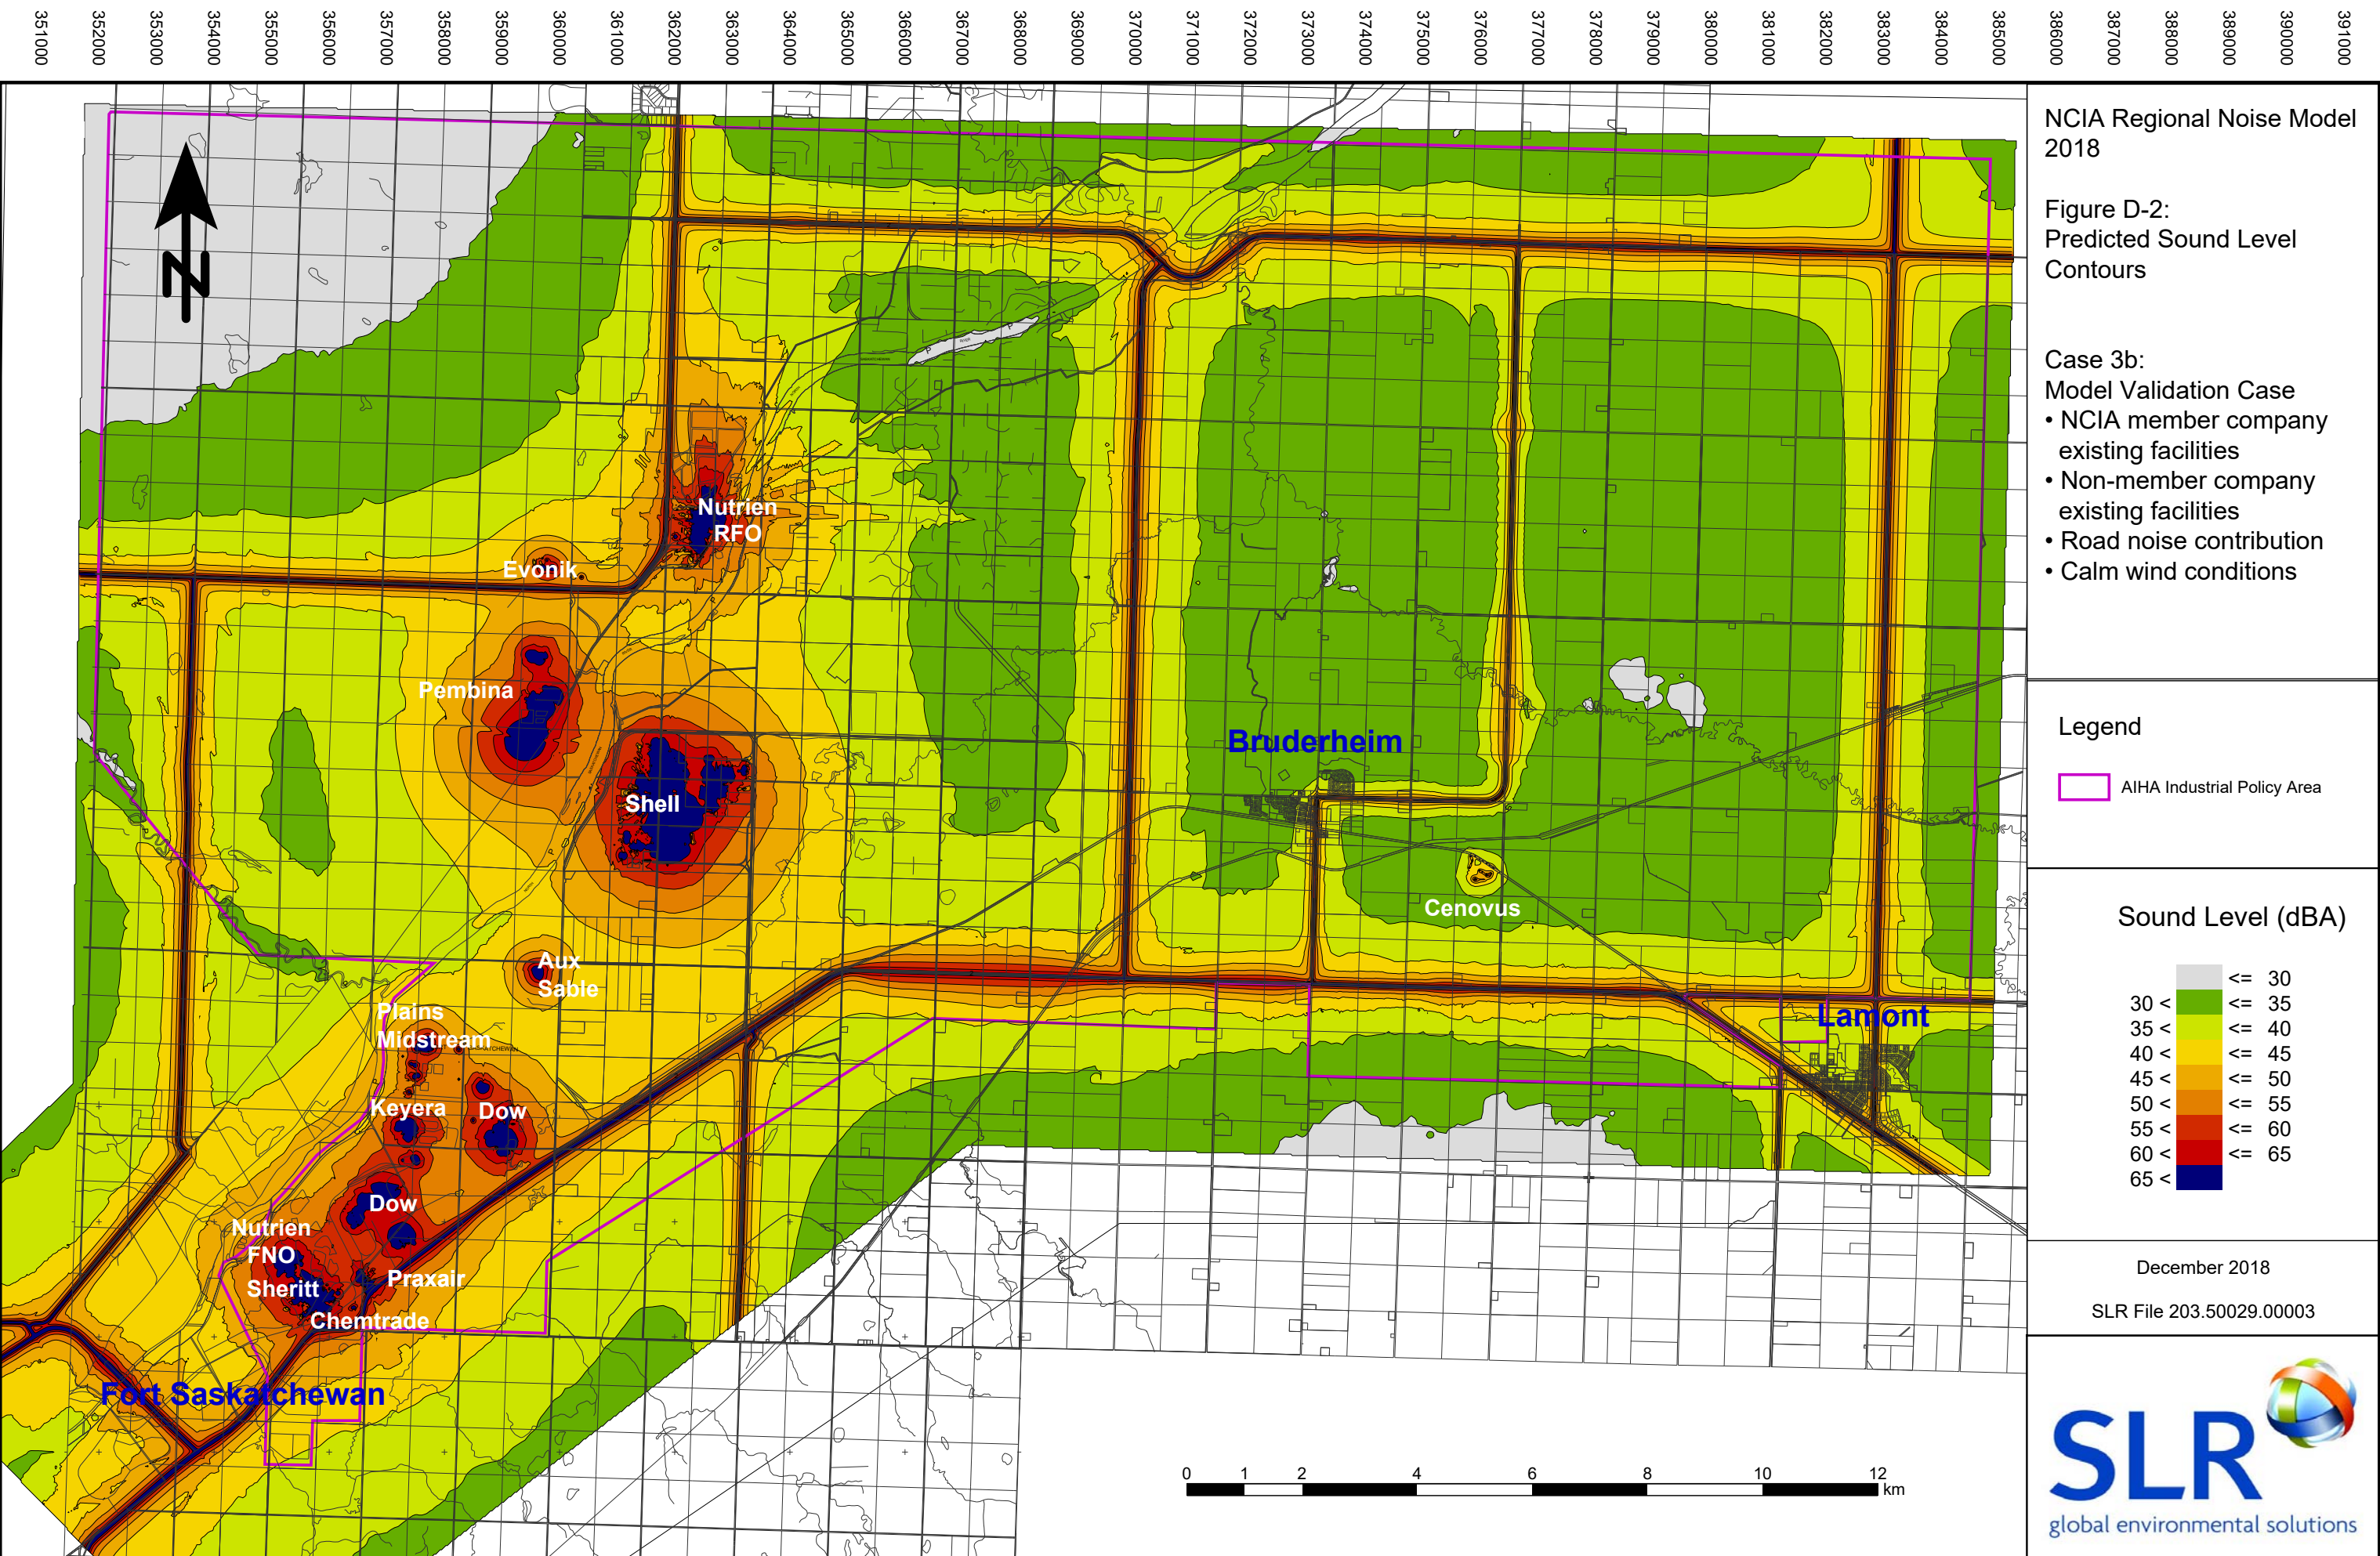 351000 352000 353000 354000 355000 356000 357000 358000 359000 360000 361000 362000 363000 364000 365000 366000 367000 368000 369000 370000 371000 372000 373000 374000 375000 376000 377000 378000 379000 380000 381000 382000 383000 384000 385000 386000 387000 388000 389000 390000 391000
NCIA Regional Noise Model
2018
Figure D-2:
Predicted Sound Level
Contours
Case 3b:
Model Validation Case
• NCIA member company
existing facilities
• Non-member company
existing facilities
• Road noise contribution
• Calm wind conditions
Legend
AIHA Industrial Policy Area
Sound Level (dBA)
<= 30
30 < <= 35
35 < <= 40
40 < <= 45
45 < <= 50
50 < <= 55
55 < <= 60
60 < <= 65
65 <
December 2018
SLR File 203.50029.00003
SLR
global environmental solutions
N
Nutrien
RFO
Evonik
Pembina
Shell
Bruderheim
Cenovus
Aux
Sable
Plains
Midstream
Lamont
Keyera
Dow
Dow
Nutrien
FNO
Sheritt
Praxair
Chemtrade
Fort Saskatchewan
0 1 2 4 6 8 10 12
km